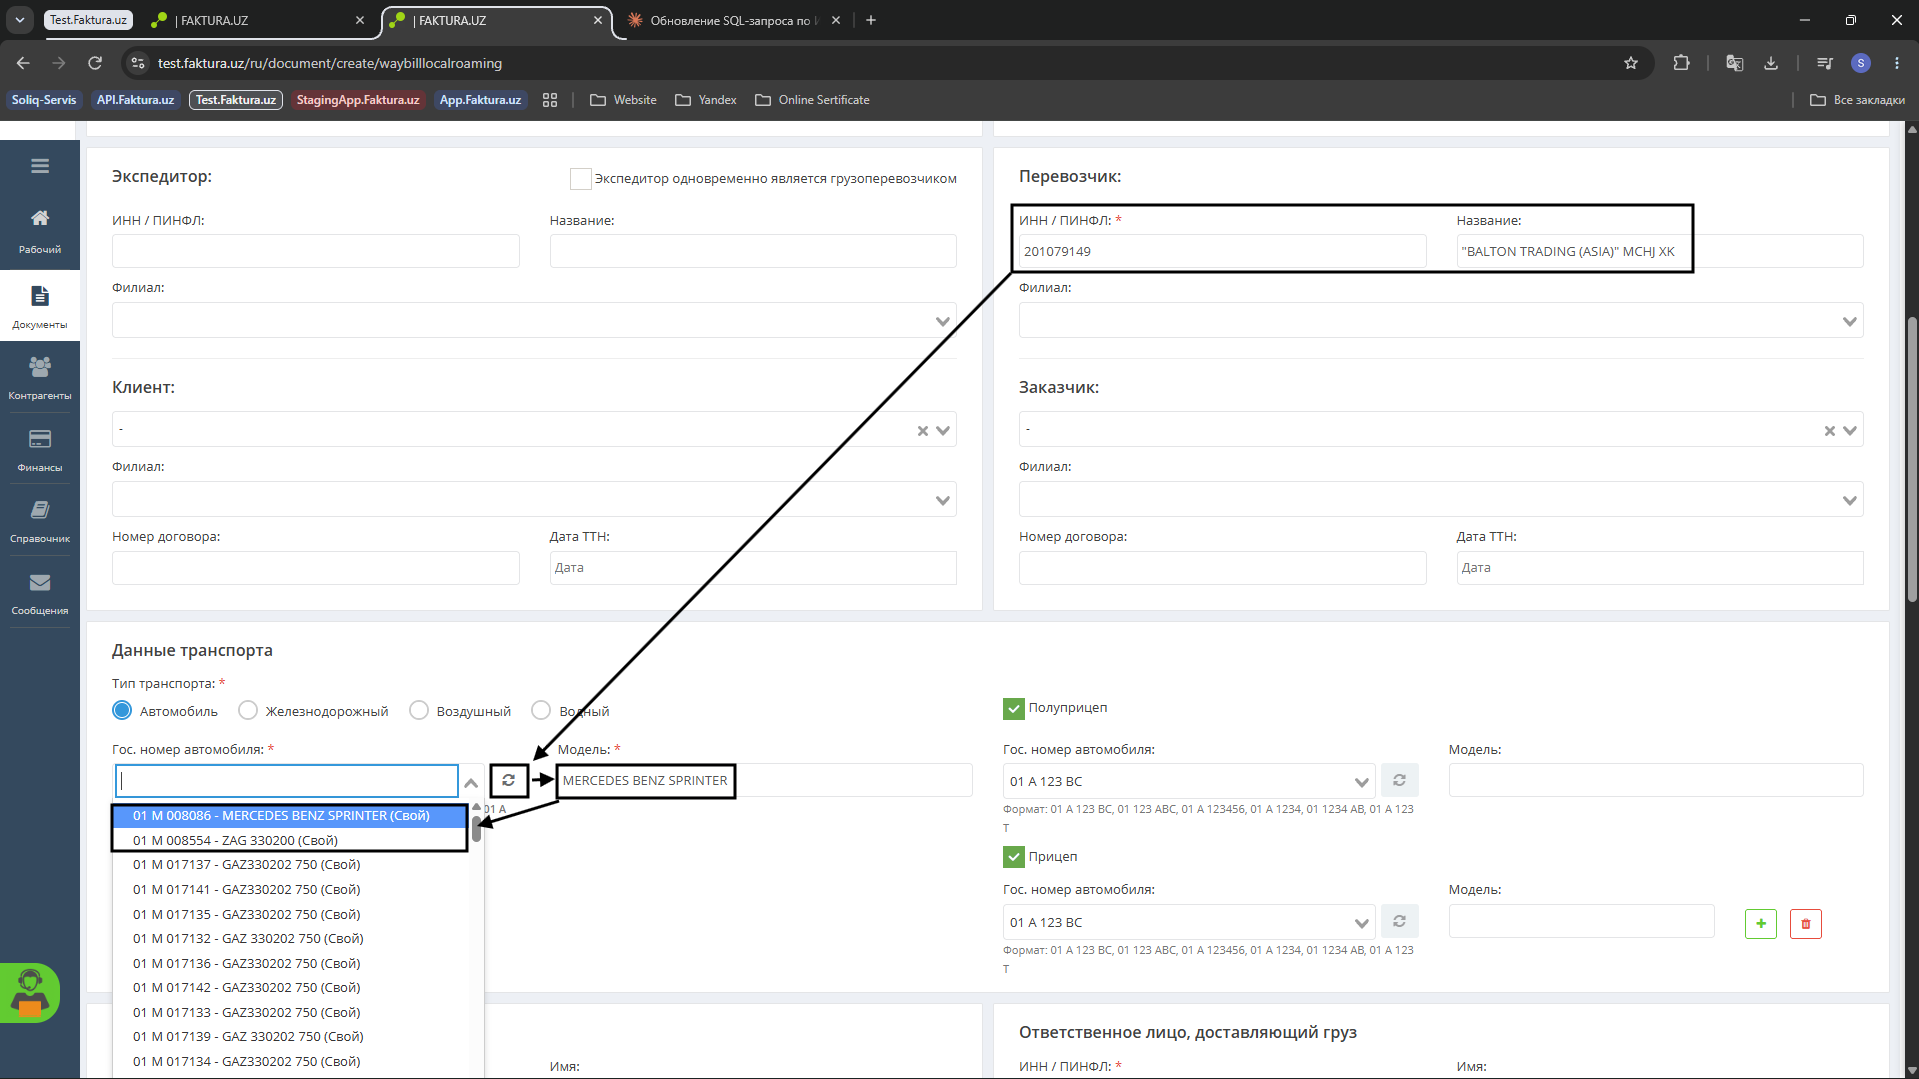 Test.Faktura.uz
| FAKTURA.UZ
| FAKTURA.UZ
Обновление SQL-запроса по
test.faktura.uz/ru/document/create/waybilllocalroaming
S
Soliq-Servis
API.Faktura.uz
Test.Faktura.uz
StagingApp.Faktura.uz
App.Faktura.uz
Website
Yandex
Online Sertificate
Все закладки
Рабочий
Документы
Контрагенты
Финансы
Справочник
Сообщения
Экспедитор:
Экспедитор одновременно является грузоперевозчиком
ИНН / ПИНФЛ:
Название:
Филиал:
Перевозчик:
ИНН / ПИНФЛ: *
Название:
201079149
"BALTON TRADING (ASIA)" MCHJ XK
Филиал:
Клиент:
-
Филиал:
Номер договора:
Дата ТТН:
Дата
Заказчик:
-
Филиал:
Номер договора:
Дата ТТН:
Дата
Данные транспорта
Тип транспорта: *
Автомобиль
Железнодорожный
Воздушный
Водный
Гос. номер автомобиля: *
Модель: *
MERCEDES BENZ SPRINTER
01 A
01 M 008086 - MERCEDES BENZ SPRINTER (Свой)
01 M 008554 - ZAG 330200 (Свой)
01 M 017137 - GAZ330202 750 (Свой)
01 M 017141 - GAZ330202 750 (Свой)
01 M 017135 - GAZ330202 750 (Свой)
01 M 017132 - GAZ 330202 750 (Свой)
01 M 017136 - GAZ330202 750 (Свой)
01 M 017142 - GAZ330202 750 (Свой)
01 M 017133 - GAZ330202 750 (Свой)
01 M 017139 - GAZ 330202 750 (Свой)
01 M 017134 - GAZ330202 750 (Свой)
Полуприцеп
Гос. номер автомобиля:
Модель:
01 A 123 BC
Формат: 01 A 123 BC, 01 123 ABC, 01 A 123456, 01 A 1234, 01 1234 AB, 01 A 123
T
Прицеп
Гос. номер автомобиля:
Модель:
01 A 123 BC
Формат: 01 A 123 BC, 01 123 ABC, 01 A 123456, 01 A 1234, 01 1234 AB, 01 A 123
T
Имя:
Ответственное лицо, доставляющий груз
ИНН / ПИНФЛ: *
Имя: